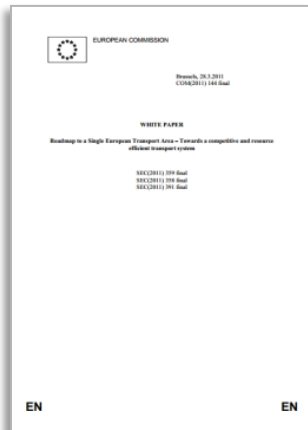 EUROPEAN COMMISSION
Brussels, 28.3.2011
COM(2011) 144 final
WHITE PAPER
Roadmap to a Single European Transport Area – Towards a competitive and resource
efficient transport system
SEC(2011) 359 final
SEC(2011) 358 final
SEC(2011) 391 final
EN
EN